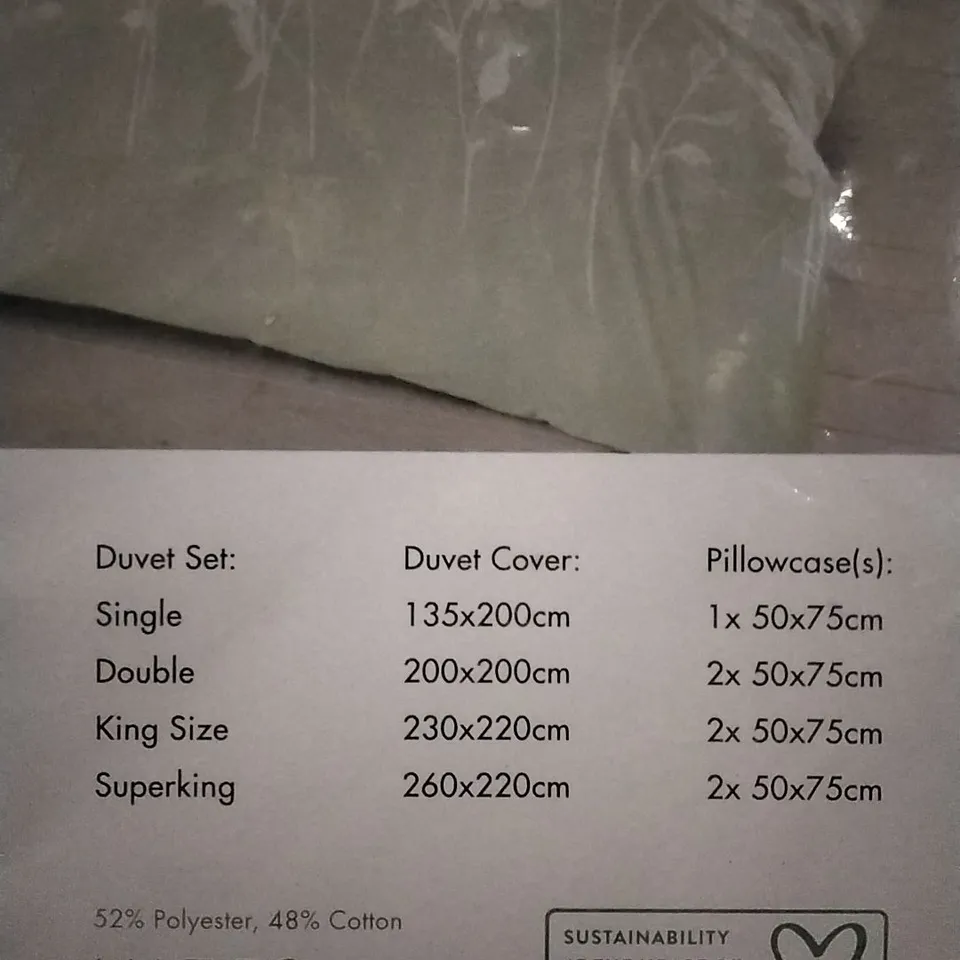 Duvet Set: Duvet Cover: Pillowcase(s):
Single 135x200cm 1x 50x75cm
Double 200x200cm 2x 50x75cm
King Size 230x220cm 2x 50x75cm
Superking 260x220cm 2x 50x75cm
52% Polyester, 48% Cotton
SUSTAINABILITY